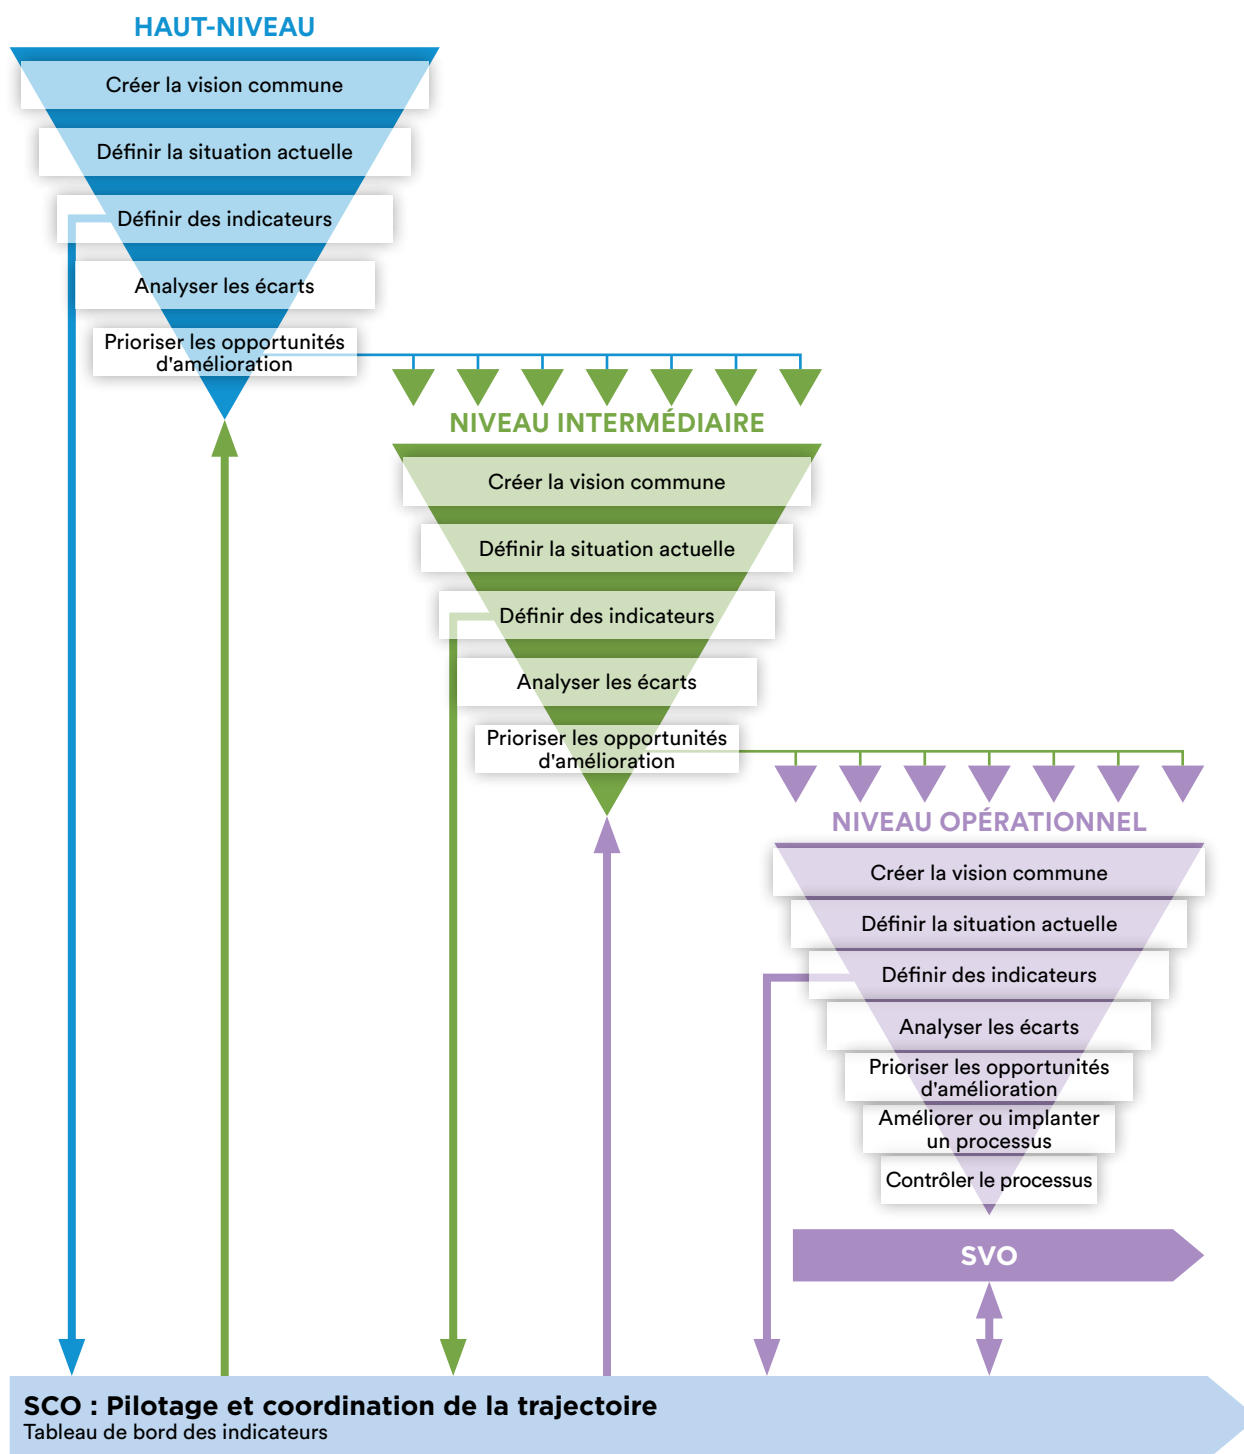 HAUT-NIVEAU
Créer la vision commune
Définir la situation actuelle
Définir des indicateurs
Analyser les écarts
Prioriser les opportunités
d'amélioration
NIVEAU INTERMÉDIAIRE
Créer la vision commune
Définir la situation actuelle
Définir des indicateurs
Analyser les écarts
Prioriser les opportunités
d'amélioration
NIVEAU OPÉRATIONNEL
Créer la vision commune
Définir la situation actuelle
Définir des indicateurs
Analyser les écarts
Prioriser les opportunités
d'amélioration
Améliorer ou implanter
un processus
Contrôler le processus
SVO
SCO : Pilotage et coordination de la trajectoire
Tableau de bord des indicateurs